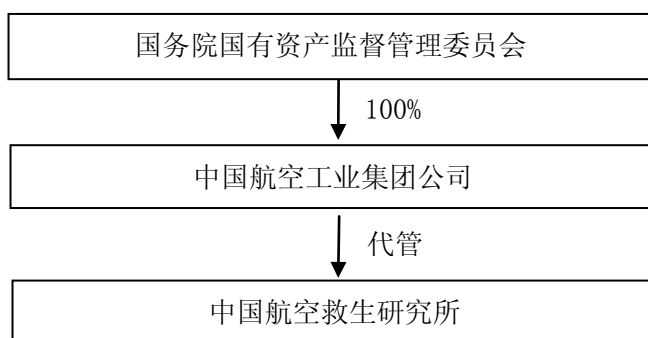 国务院国有资产监督管理委员会
100%
中国航空工业集团公司
代管
中国航空救生研究所